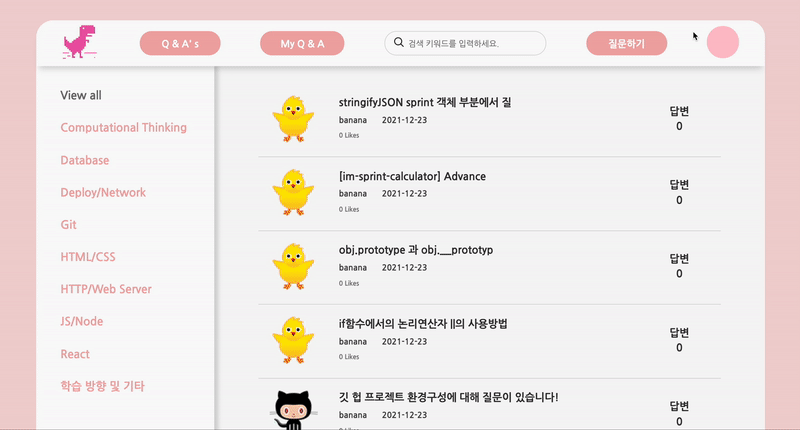 Q & A' s
My Q & A
검색 키워드를 입력하세요.
질문하기
View all
Computational Thinking
Database
Deploy/Network
Git
HTML/CSS
HTTP/Web Server
JS/Node
React
학습 방향 및 기타
stringifyJSON sprint 객체 부분에서 질
banana 2021-12-23
0 Likes
답변
0
[im-sprint-calculator] Advance
banana 2021-12-23
0 Likes
답변
0
obj.prototype 과 obj.__prototyp
banana 2021-12-23
0 Likes
답변
0
if함수에서의 논리연산자 ||의 사용방법
banana 2021-12-23
0 Likes
답변
0
깃 헙 프로젝트 환경구성에 대해 질문이 있습니다!
banana 2021-12-23
답변
0